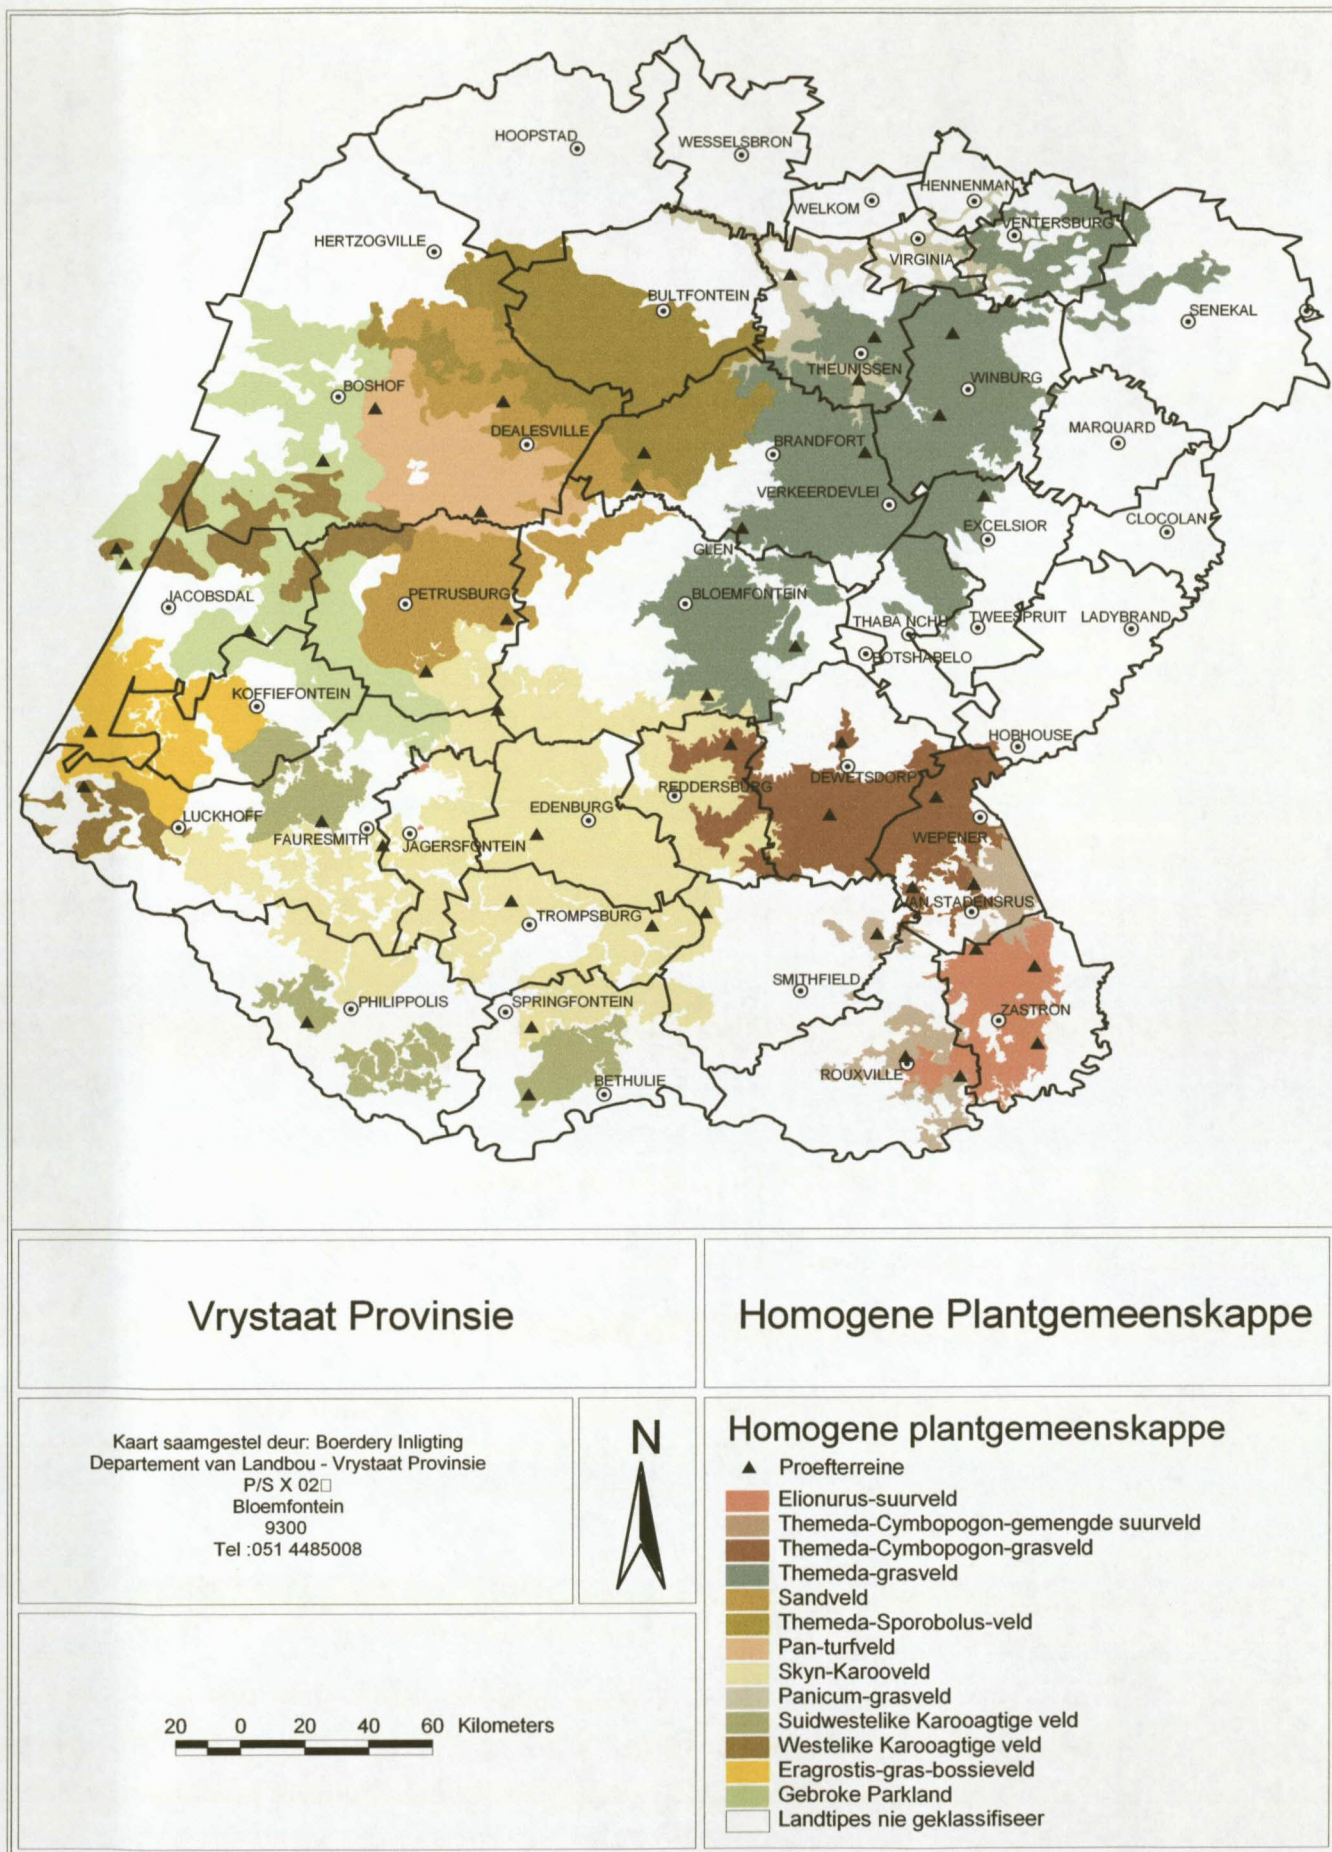 HOOPSTAD
WESSELSBRON
HENNENMAN
WELKOM
VENTERSBURG
HERTZOGVILLE
VIRGINIA
BULTFONTEIN
SENEKAL
THEUNISSEN
BOSHOF
WINBURG
DEALESVILLE
BRANDFORT
MARQUARD
VERKEERDEVLEI
EXCELSIOR
CLOCOLAN
GLEN
JACOBSDAL
PETRUSBURG
BLOEMFONTEIN
THABA NCHU
TWEESPRUIT
LADYBRAND
BOTSHABELO
KOFFIEFONTEIN
HOBHOUSE
DEWETSDORP
REDDERSBURG
LUCKHOFF
EDENBURG
FAURESMITH
JAGERSFONTEIN
WEPENER
VAN STADENSRUS
TROMPSBURG
SMITHFIELD
PHILIPPOLIS
SPRINGFONTEIN
ZASTRON
ROUXVILLE
BETHULIE
Vrystaat Provinsie
Homogene Plantgemeenskappe
Kaart saamgestel deur: Boerdery Inligting
Departement van Landbou - Vrystaat Provinsie
P/S X 02□
Bloemfontein
9300
Tel :051 4485008
N
Homogene plantgemeenskappe
Proefterreine
Elionurus-suurveld
Themeda-Cymbopogon-gemengde suurveld
Themeda-Cymbopogon-grasveld
Themeda-grasveld
Sandveld
Themeda-Sporobolus-veld
Pan-turfveld
Skyn-Karooveld
Panicum-grasveld
Suidwestelike Karooagtige veld
Westelike Karooagtige veld
Eragrostis-gras-bossieveld
Gebroke Parkland
Landtipes nie geklassifiseer
20 0 20 40 60 Kilometers